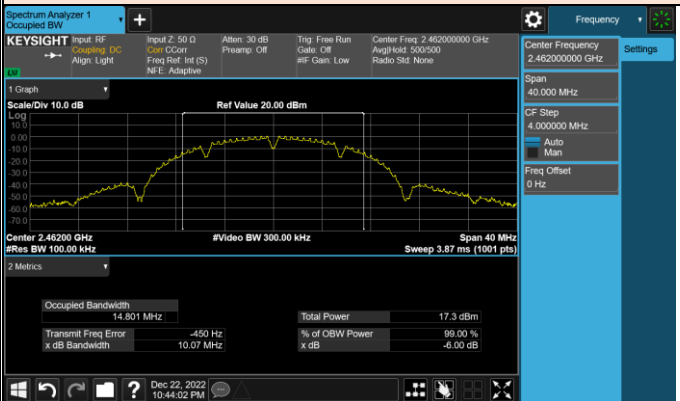 Spectrum Analyzer 1
Occupied BW
Frequency
KEYSIGHT
Input: RF
Coupling: DC
Align: Light
Input Z: 50 Ω
Corr CCorr
Freq Ref: Int (S)
NFE: Adaptive
Atten: 30 dB
Preamp: Off
Trig: Free Run
Gate: Off
#IF Gain: Low
Center Freq: 2.462000000 GHz
Avg|Hold: 500/500
Radio Std: None
LXI
Center Frequency
2.462000000 GHz
Settings
Span
40.000 MHz
CF Step
4.000000 MHz
Auto
Man
Freq Offset
0 Hz
1 Graph
Scale/Div 10.0 dB
Ref Value 20.00 dBm
Log
10.0
0.00
-10.0
-20.0
-30.0
-40.0
-50.0
-60.0
-70.0
Center 2.46200 GHz
#Video BW 300.00 kHz
Span 40 MHz
#Res BW 100.00 kHz
Sweep 3.87 ms (1001 pts)
2 Metrics
Occupied Bandwidth
14.801 MHz
Total Power 17.3 dBm
Transmit Freq Error -450 Hz
% of OBW Power 99.00 %
x dB Bandwidth 10.07 MHz
x dB -6.00 dB
?
Dec 22, 2022
10:44:02 PM